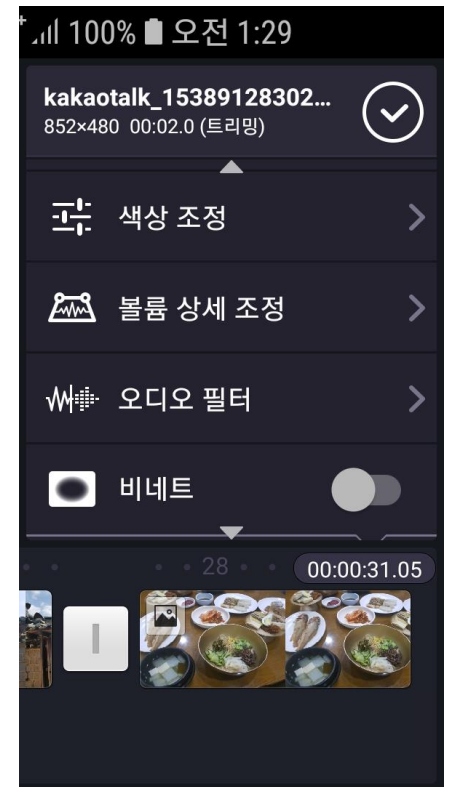 100% 오전 1:29
kakaotalk_15389128302...
852×480 00:02.0 (트리밍)
색상 조정
볼륨 상세 조정
오디오 필터
비네트
28
00:00:31.05